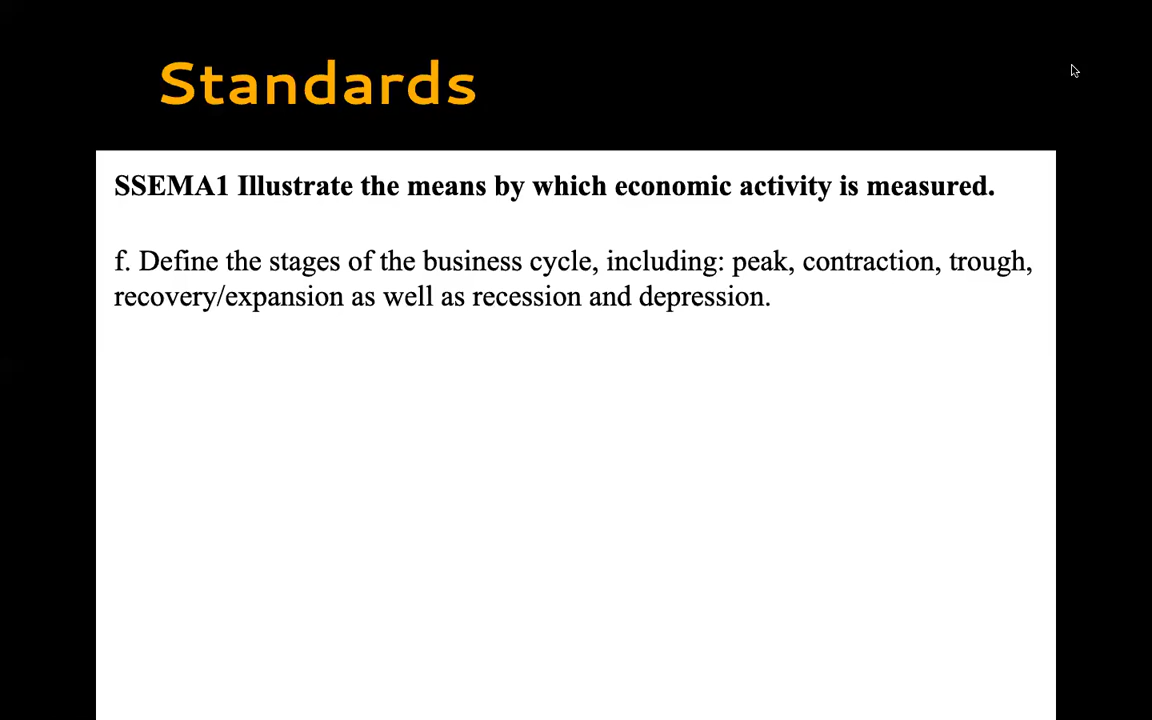 Standards
SSEMA1 Illustrate the means by which economic activity is measured.
f. Define the stages of the business cycle, including: peak, contraction, trough,
recovery/expansion as well as recession and depression.